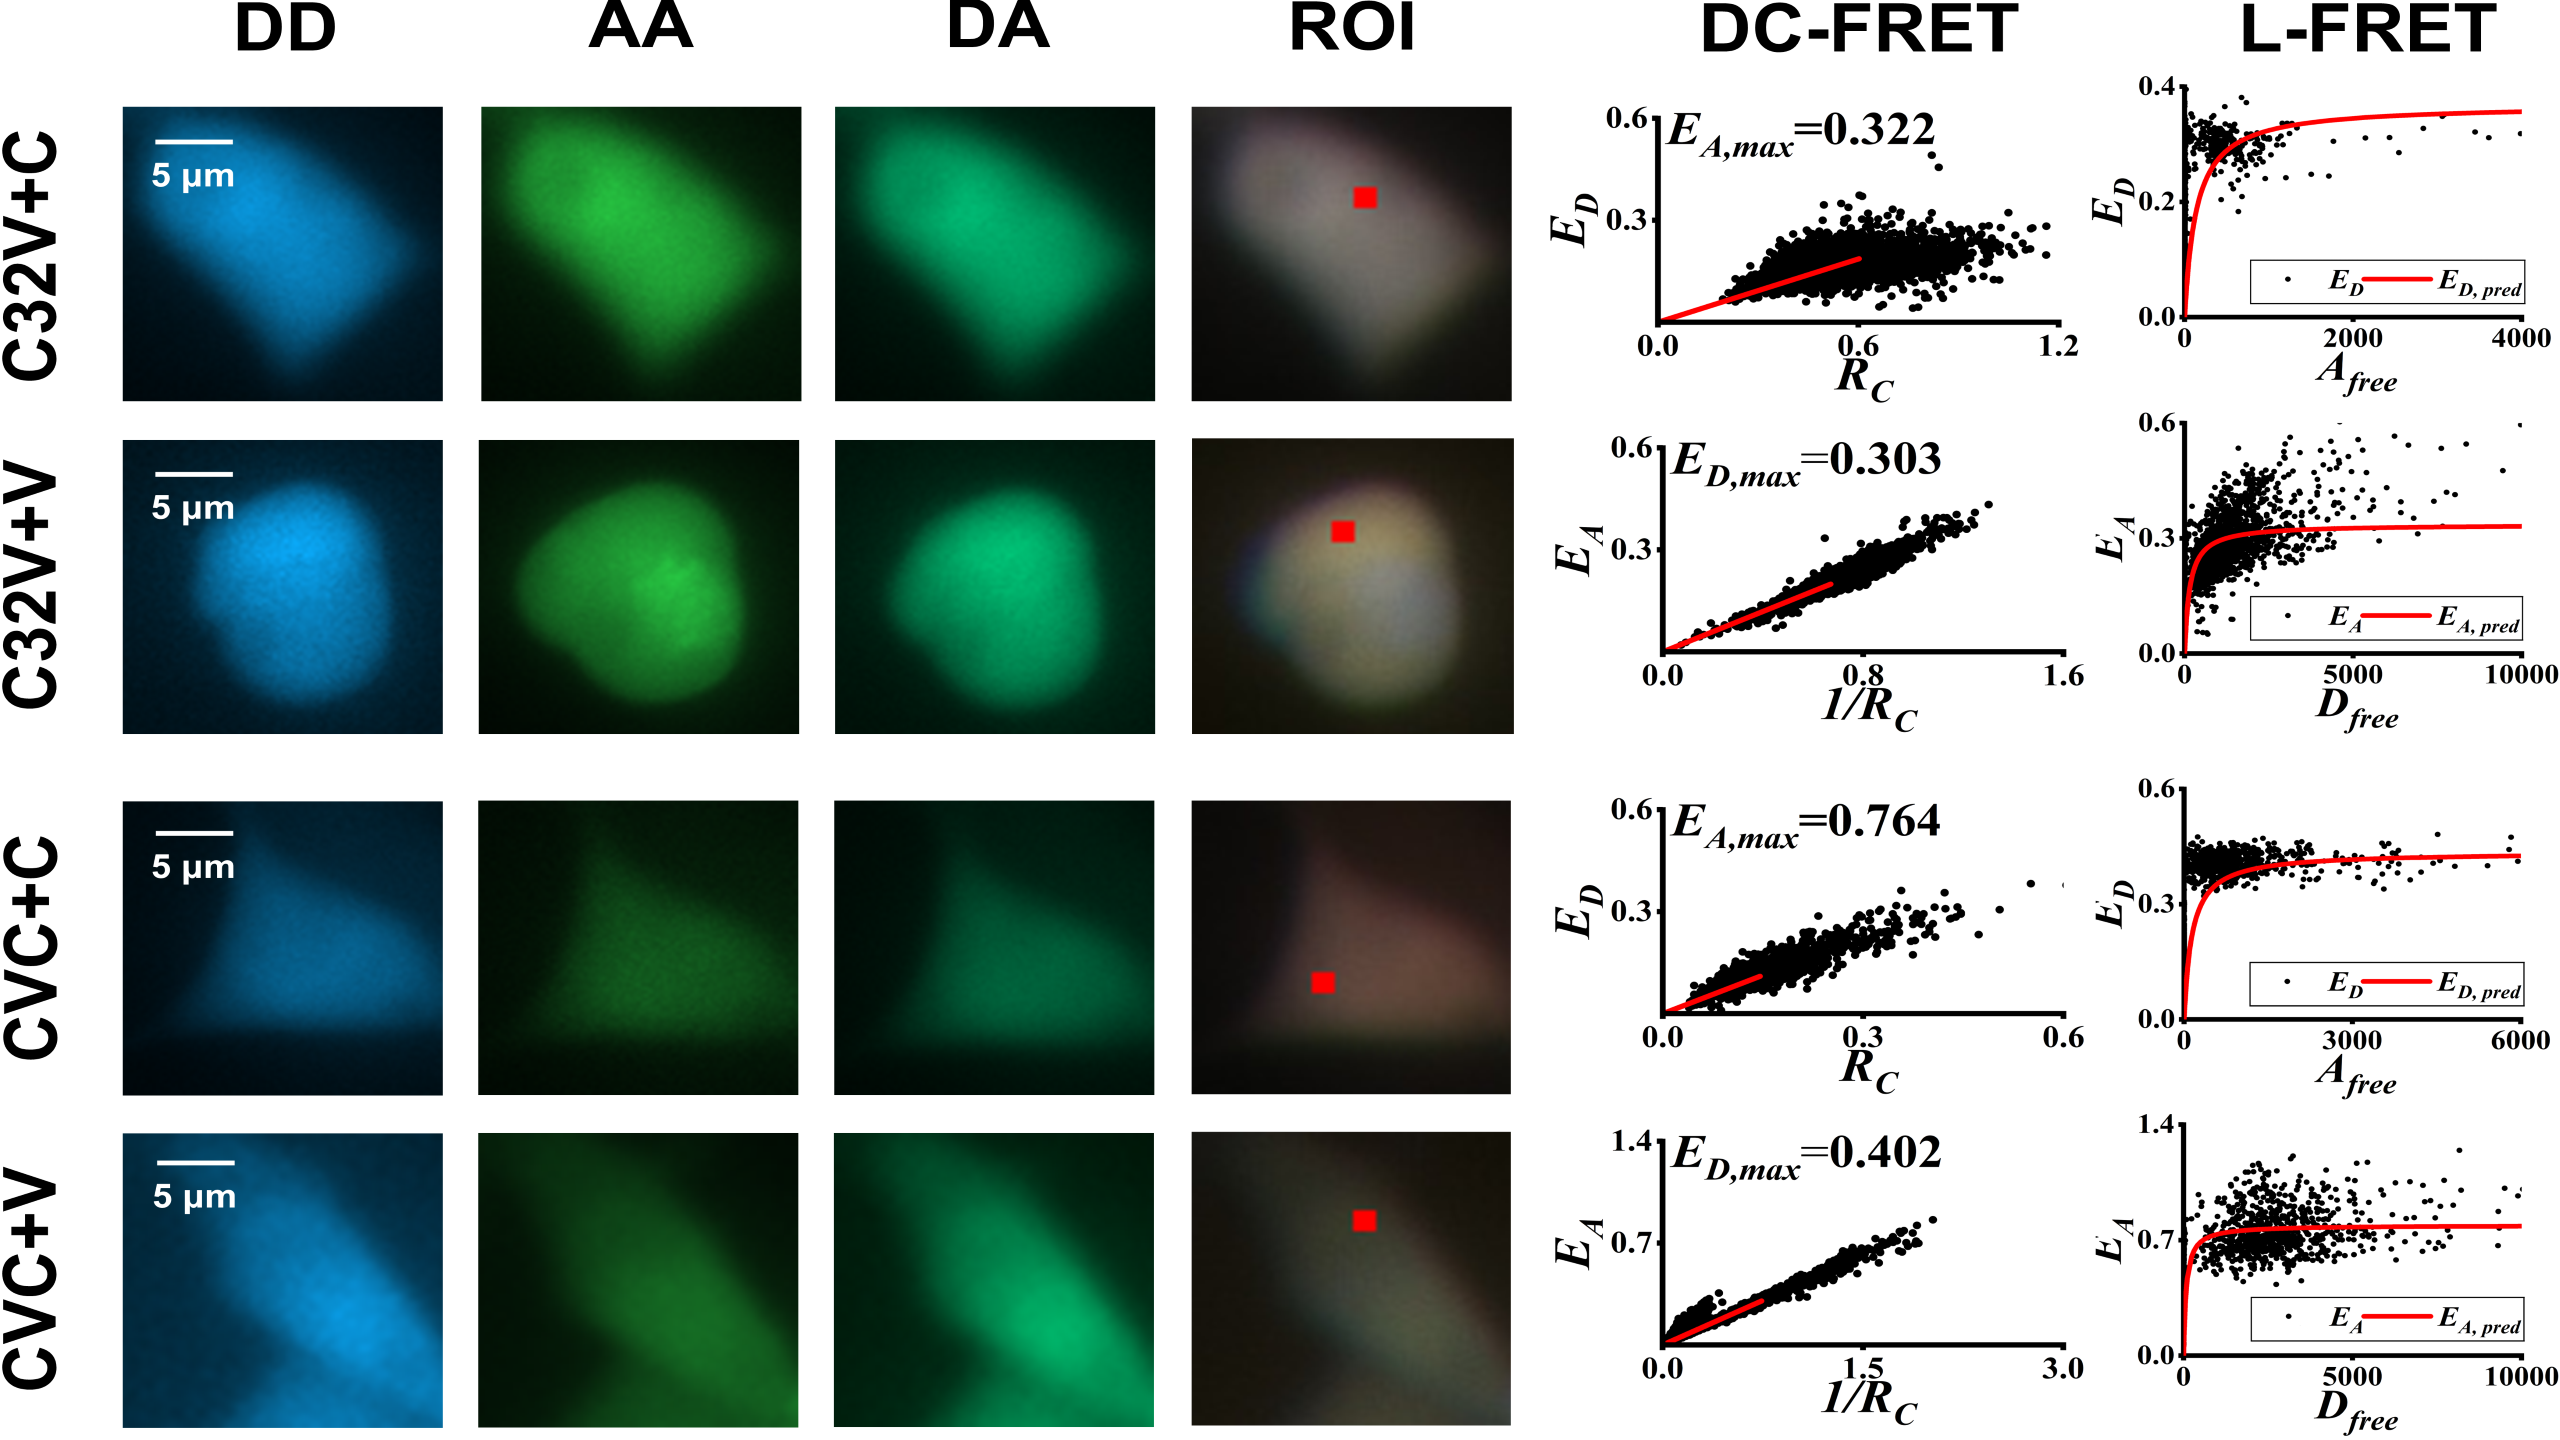 DD AA DA ROI DC-FRET L-FRET
C32V+C
5 µm
E_A,max=0.322
0.6
0.3
E_D
0.0 0.6 1.2
R_C
0.4
0.2
0.0
E_D
E_D E_D, pred
0 2000 4000
A_free
C32V+V
5 µm
E_D,max=0.303
0.6
0.3
E_A
0.0 0.8 1.6
1/R_C
0.6
0.3
0.0
E_A
E_A E_A, pred
0 5000 10000
D_free
CVC+C
5 µm
E_A,max=0.764
0.6
0.3
E_D
0.0 0.3 0.6
R_C
0.6
0.3
0.0
E_D
E_D E_D, pred
0 3000 6000
A_free
CVC+V
5 µm
E_D,max=0.402
1.4
0.7
E_A
0.0 1.5 3.0
1/R_C
1.4
0.7
0.0
E_A
E_A E_A, pred
0 5000 10000
D_free